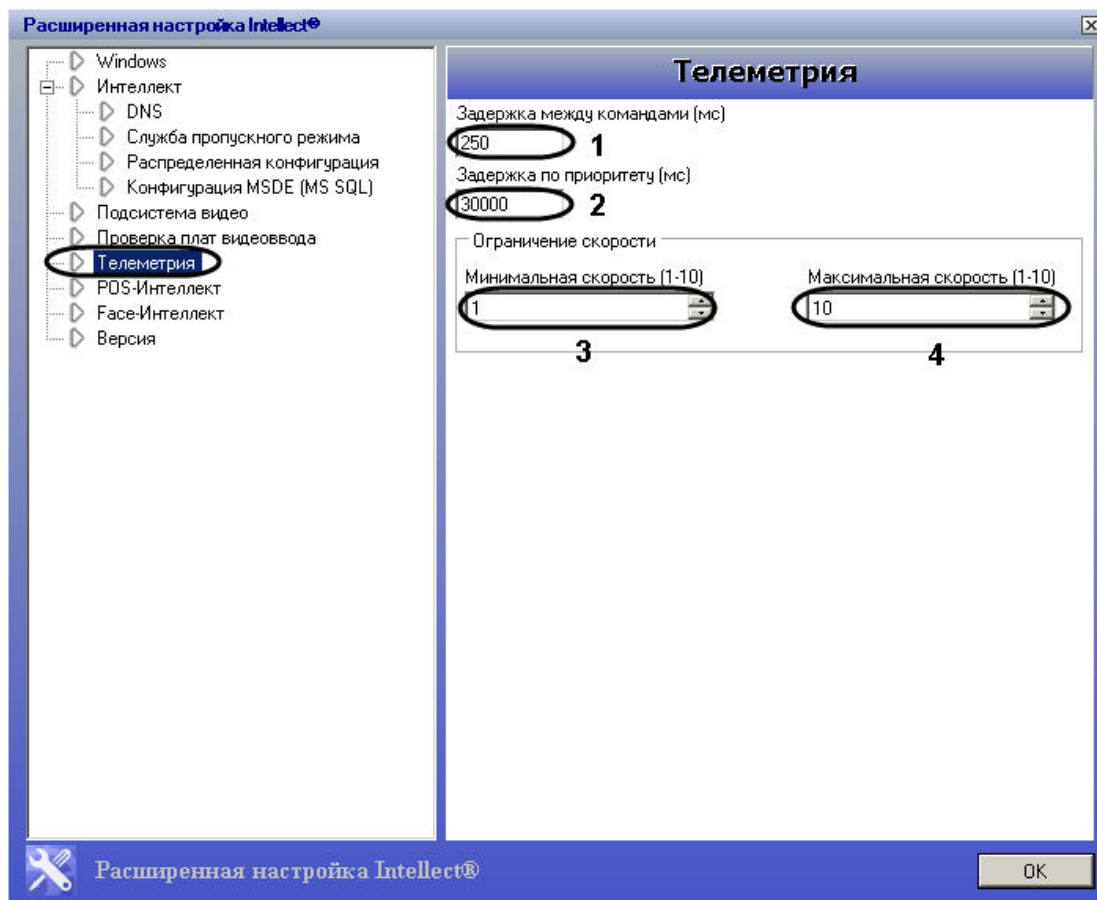 Расширенная настройка Intellect®
Windows
Интеллект
DNS
Служба пропускного режима
Распределенная конфигурация
Конфигурация MSDE (MS SQL)
Подсистема видео
Проверка плат видеоввода
Телеметрия
POS-Интеллект
Face-Интеллект
Версия
Телеметрия
Задержка между командами (мс)
250 1
Задержка по приоритету (мс)
30000 2
Ограничение скорости
Минимальная скорость (1-10) Максимальная скорость (1-10)
1 10
3 4
Расширенная настройка Intellect®
OK